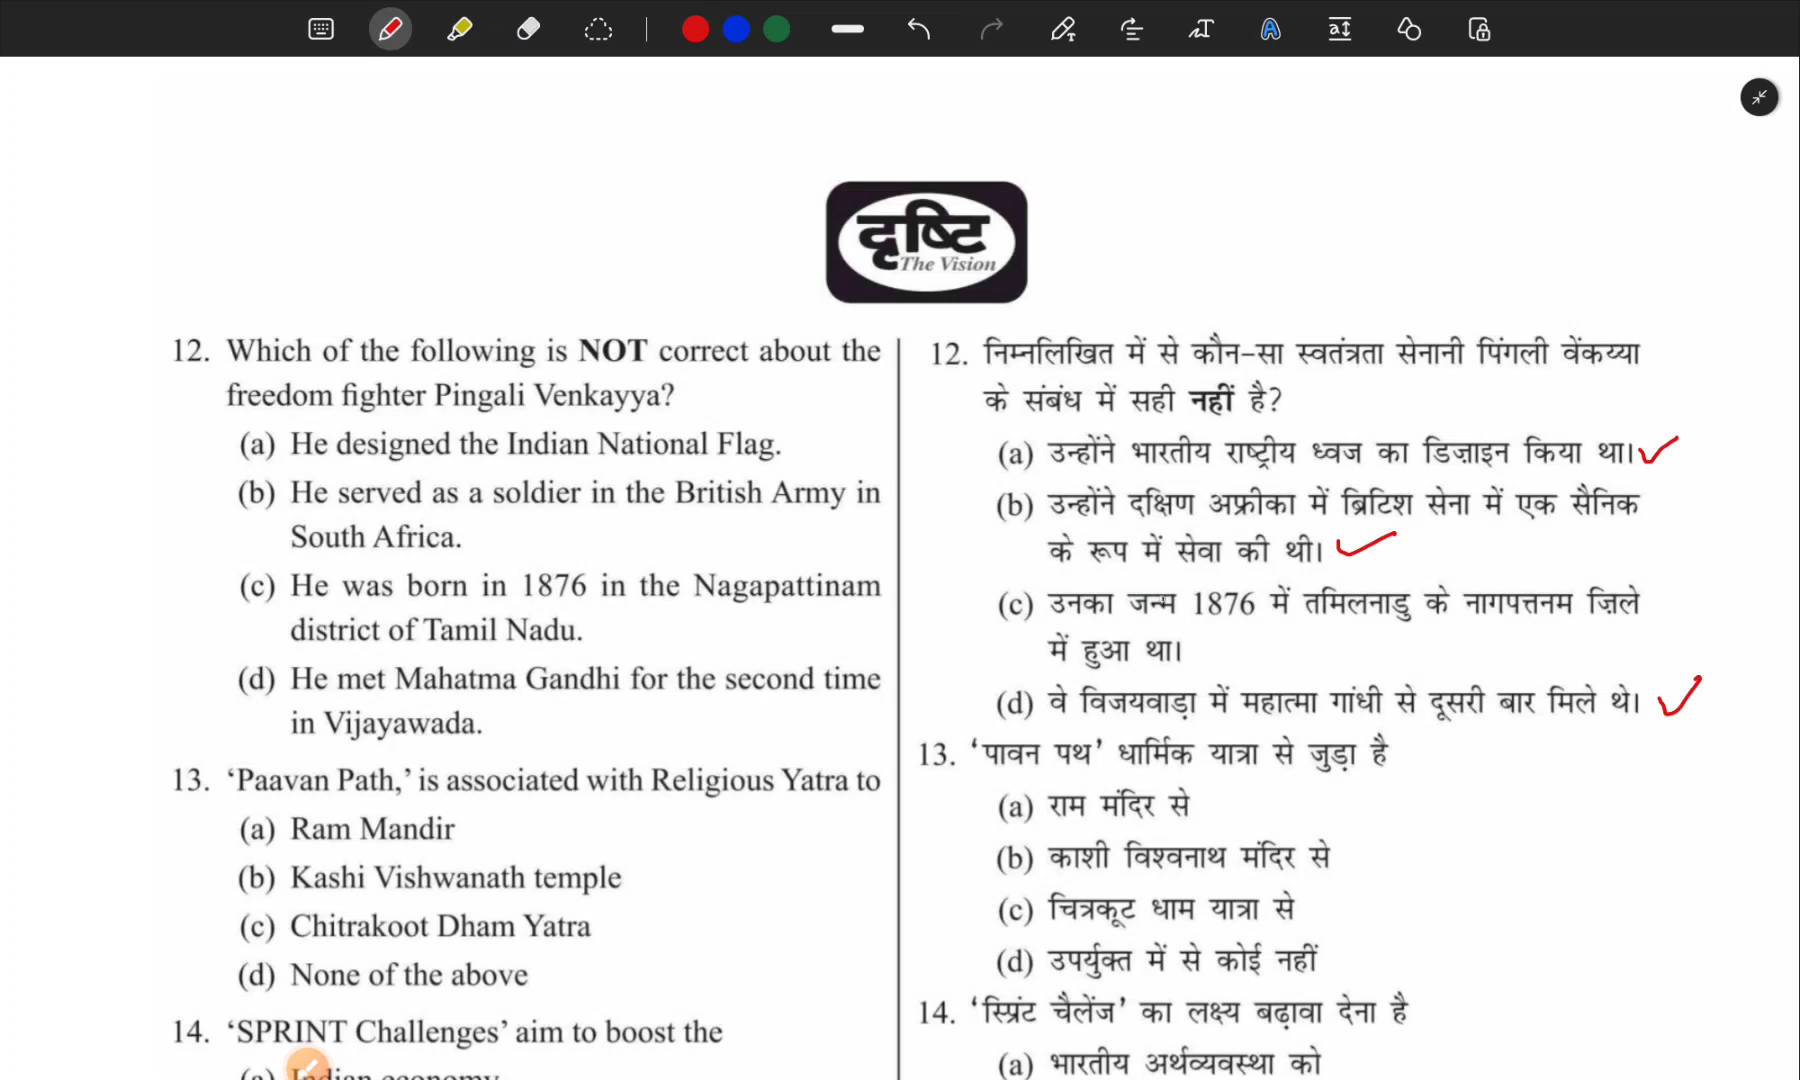 दृष्टि
The Vision
12. Which of the following is NOT correct about the
freedom fighter Pingali Venkayya?
(a) He designed the Indian National Flag.
(b) He served as a soldier in the British Army in
South Africa.
(c) He was born in 1876 in the Nagapattinam
district of Tamil Nadu.
(d) He met Mahatma Gandhi for the second time
in Vijayawada.
13. ‘Paavan Path,’ is associated with Religious Yatra to
(a) Ram Mandir
(b) Kashi Vishwanath temple
(c) Chitrakoot Dham Yatra
(d) None of the above
14. ‘SPRINT Challenges’ aim to boost the
(a) Indian economy
12. निम्नलिखित में से कौन-सा स्वतंत्रता सेनानी पिंगली वेंकय्या
के संबंध में सही नहीं है?
(a) उन्होंने भारतीय राष्ट्रीय ध्वज का डिज़ाइन किया था।
(b) उन्होंने दक्षिण अफ्रीका में ब्रिटिश सेना में एक सैनिक
के रूप में सेवा की थी।
(c) उनका जन्म 1876 में तमिलनाडु के नागपत्तनम ज़िले
में हुआ था।
(d) वे विजयवाड़ा में महात्मा गांधी से दूसरी बार मिले थे।
13. ‘पावन पथ’ धार्मिक यात्रा से जुड़ा है
(a) राम मंदिर से
(b) काशी विश्वनाथ मंदिर से
(c) चित्रकूट धाम यात्रा से
(d) उपर्युक्त में से कोई नहीं
14. ‘स्प्रिंट चैलेंज’ का लक्ष्य बढ़ावा देना है
(a) भारतीय अर्थव्यवस्था को